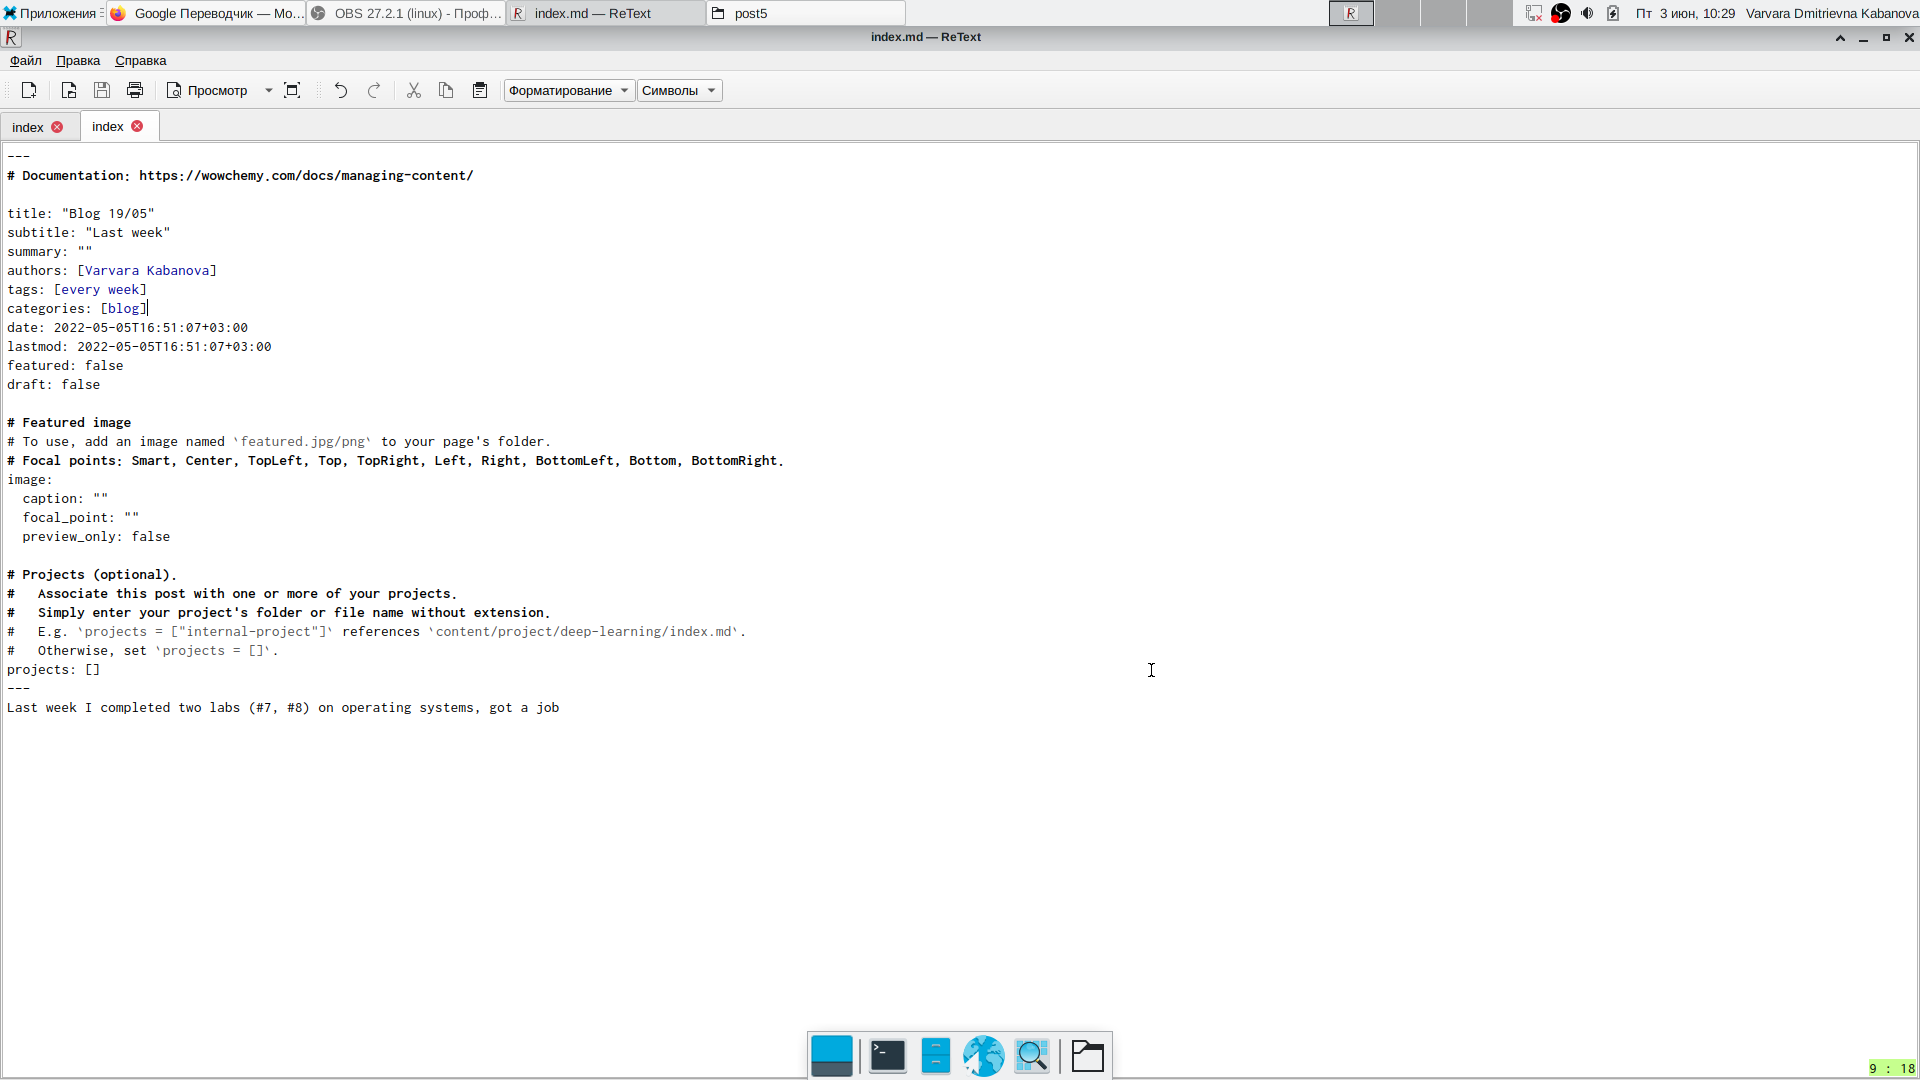 Приложения
Google Переводчик — Mo...
OBS 27.2.1 (linux) - Проф...
index.md — ReText
post5
Пт 3 июн, 10:29
Varvara Dmitrievna Kabanova
index.md — ReText
Файл Правка Справка
Просмотр
Форматирование
Символы
index
index
---
# Documentation: https://wowchemy.com/docs/managing-content/
title: "Blog 19/05"
subtitle: "Last week"
summary: ""
authors: [Varvara Kabanova]
tags: [every week]
categories: [blog]
date: 2022-05-05T16:51:07+03:00
lastmod: 2022-05-05T16:51:07+03:00
featured: false
draft: false
# Featured image
# To use, add an image named `featured.jpg/png` to your page's folder.
# Focal points: Smart, Center, TopLeft, Top, TopRight, Left, Right, BottomLeft, Bottom, BottomRight.
image:
  caption: ""
  focal_point: ""
  preview_only: false
# Projects (optional).
#   Associate this post with one or more of your projects.
#   Simply enter your project's folder or file name without extension.
#   E.g. `projects = ["internal-project"]` references `content/project/deep-learning/index.md`.
#   Otherwise, set `projects = []`.
projects: []
---
Last week I completed two labs (#7, #8) on operating systems, got a job
9 : 18